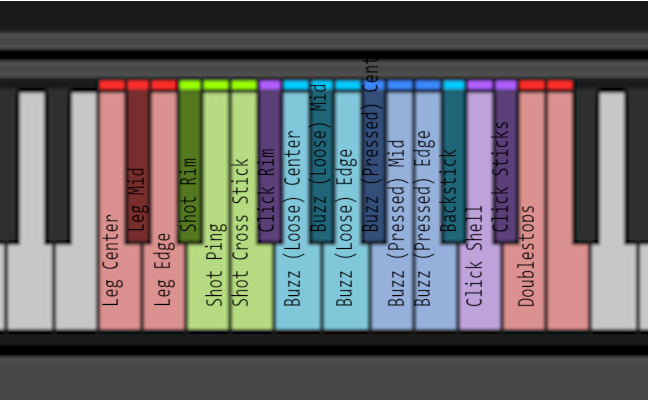 Leg Center
Leg Mid
Leg Edge
Shot Rim
Shot Ping
Shot Cross Stick
Click Rim
Buzz (Loose) Center
Buzz (Loose) Mid
Buzz (Loose) Edge
Buzz (Pressed) Cent
Buzz (Pressed) Mid
Buzz (Pressed) Edge
Backstick
Click Shell
Click Sticks
Doublestops